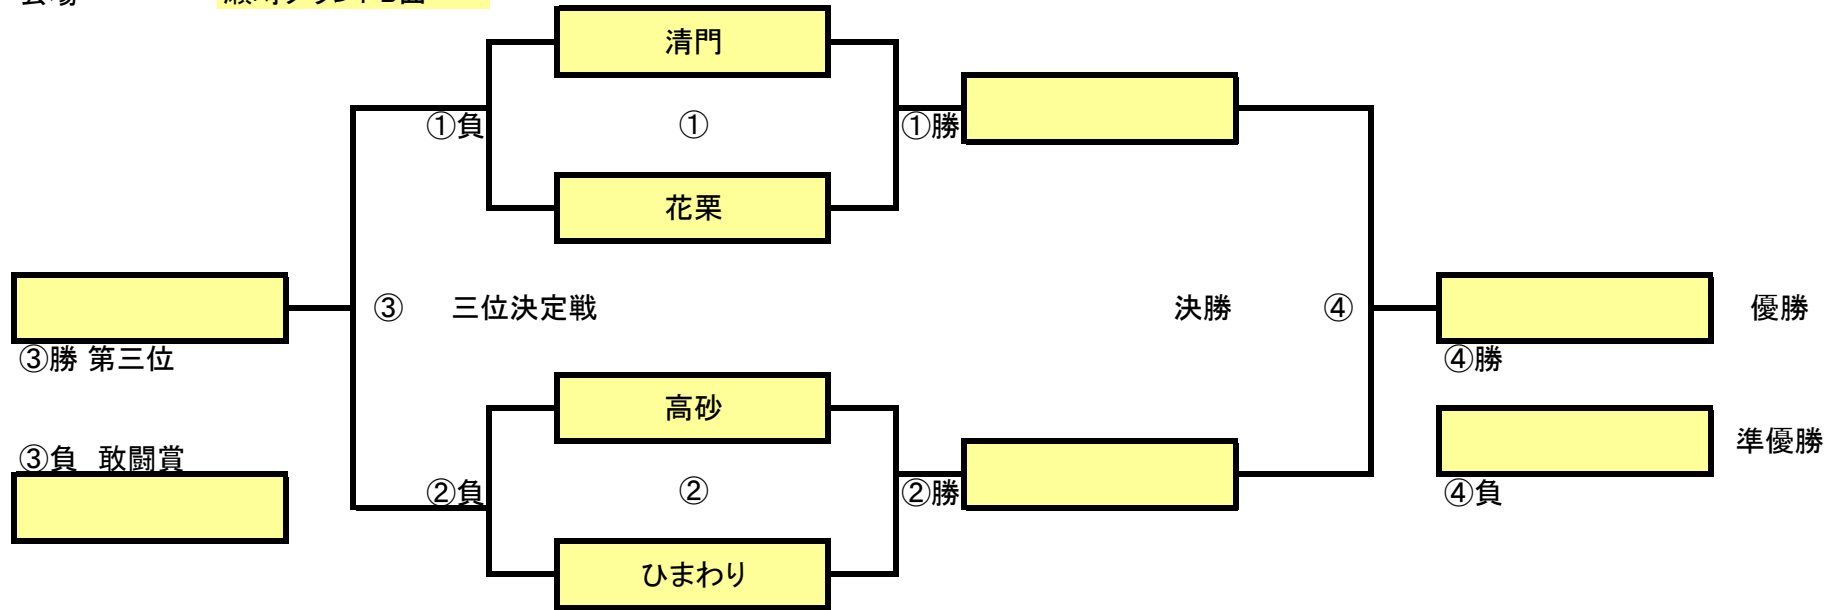 清門
①負
①
①勝
花栗
③
三位決定戦
決勝
④
優勝
③勝 第三位
④勝
高砂
準優勝
③負 敢闘賞
②負
②
②勝
④負
ひまわり